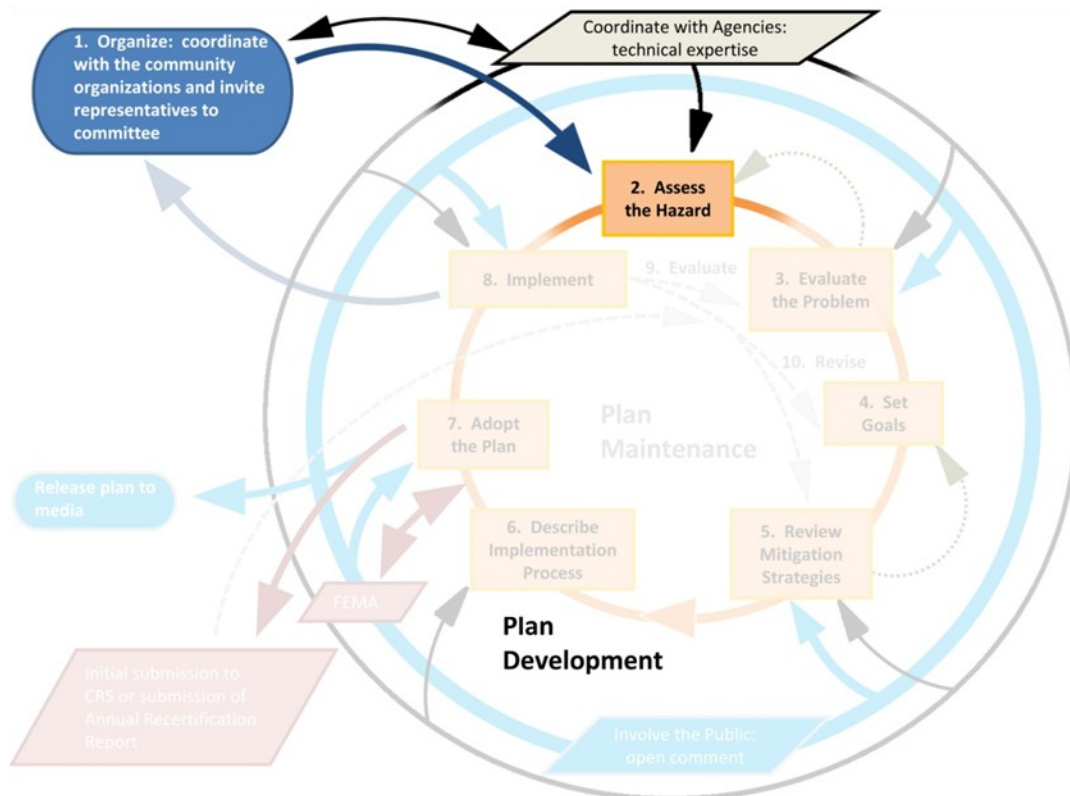 Coordinate with Agencies:
technical expertise
1. Organize: coordinate
with the community
organizations and invite
representatives to
committee
2. Assess
the Hazard
8. Implement
9. Evaluate
3. Evaluate
the Problem
10. Revise
4. Set
Goals
7. Adopt
the Plan
Plan
Maintenance
Release plan to
media
6. Describe
Implementation
Process
5. Review
Mitigation
Strategies
FEMA
Plan
Development
Initial submission to
CRS or submission of
Annual Recertification
Report
Involve the Public:
open comment